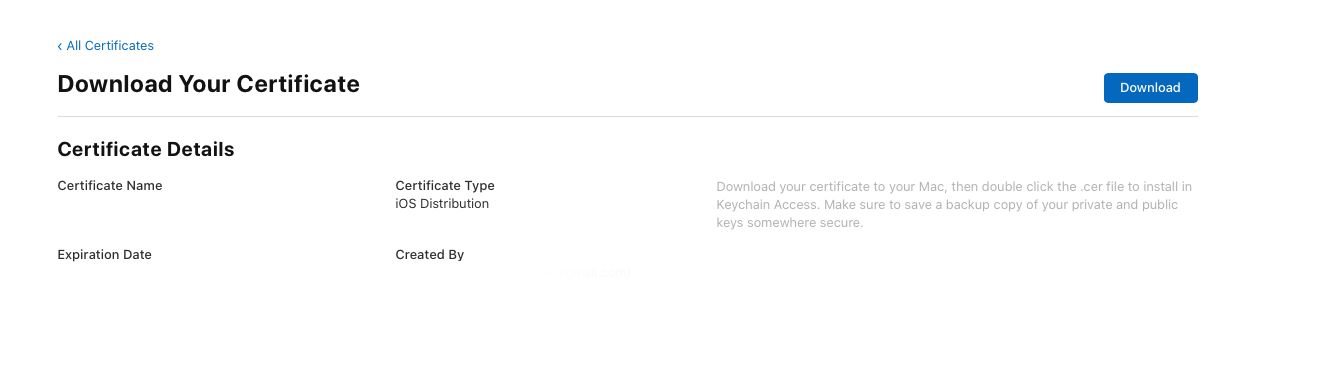 ‹ All Certificates
Download Your Certificate
Download
Certificate Details
Certificate Name
Certificate Type
iOS Distribution
Download your certificate to your Mac, then double click the .cer file to install in
Keychain Access. Make sure to save a backup copy of your private and public
keys somewhere secure.
Expiration Date
Created By